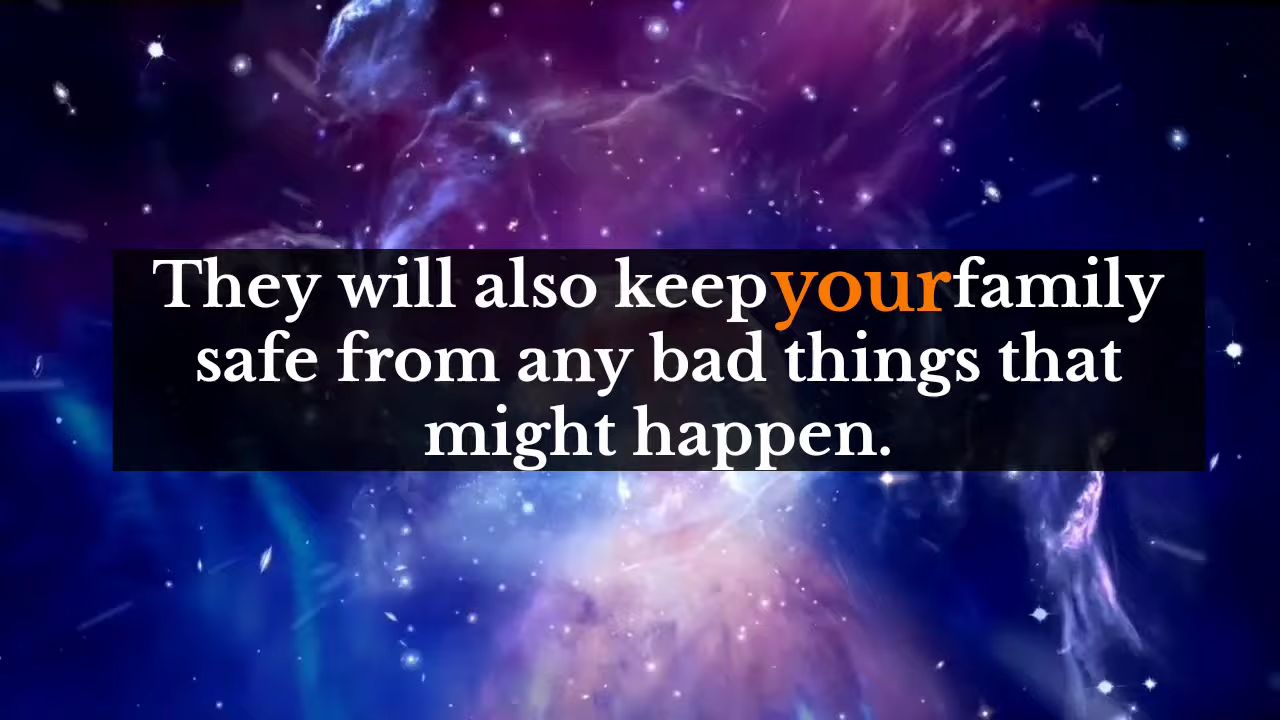 They will also keep your family
safe from any bad things that
might happen.